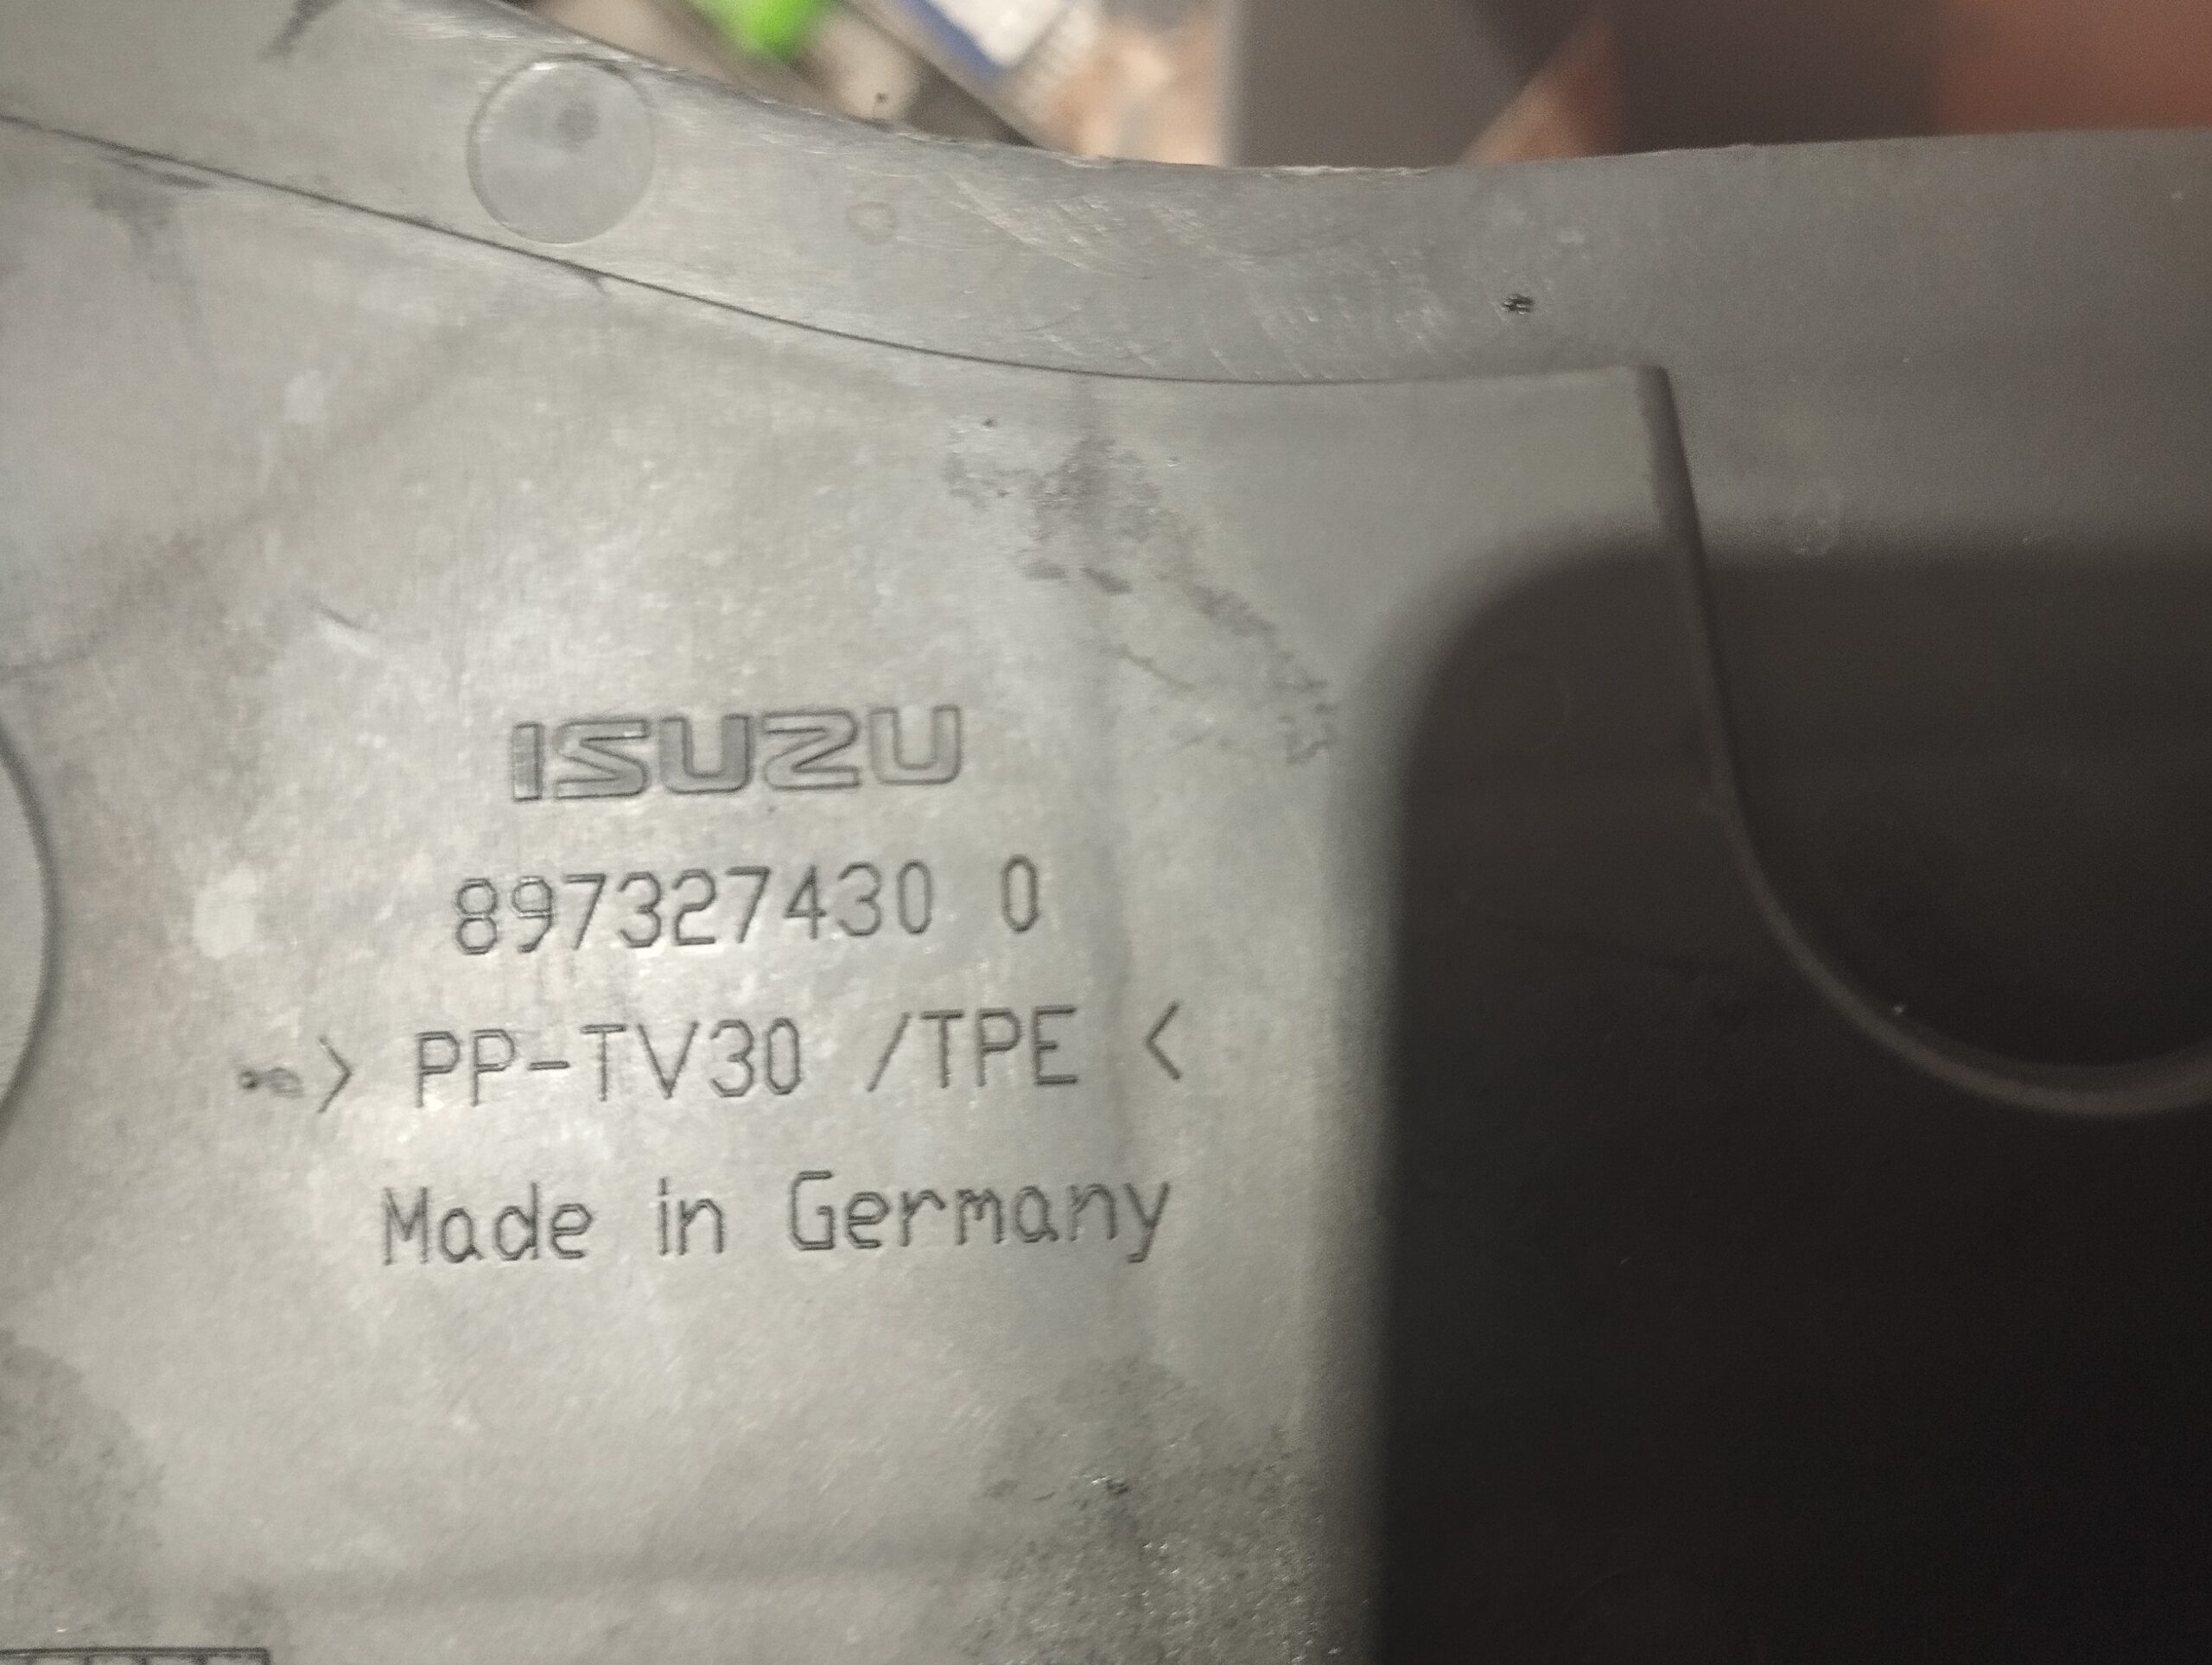 ISUZU
897327430 0
> PP-TV30 /TPE <
Made in Germany